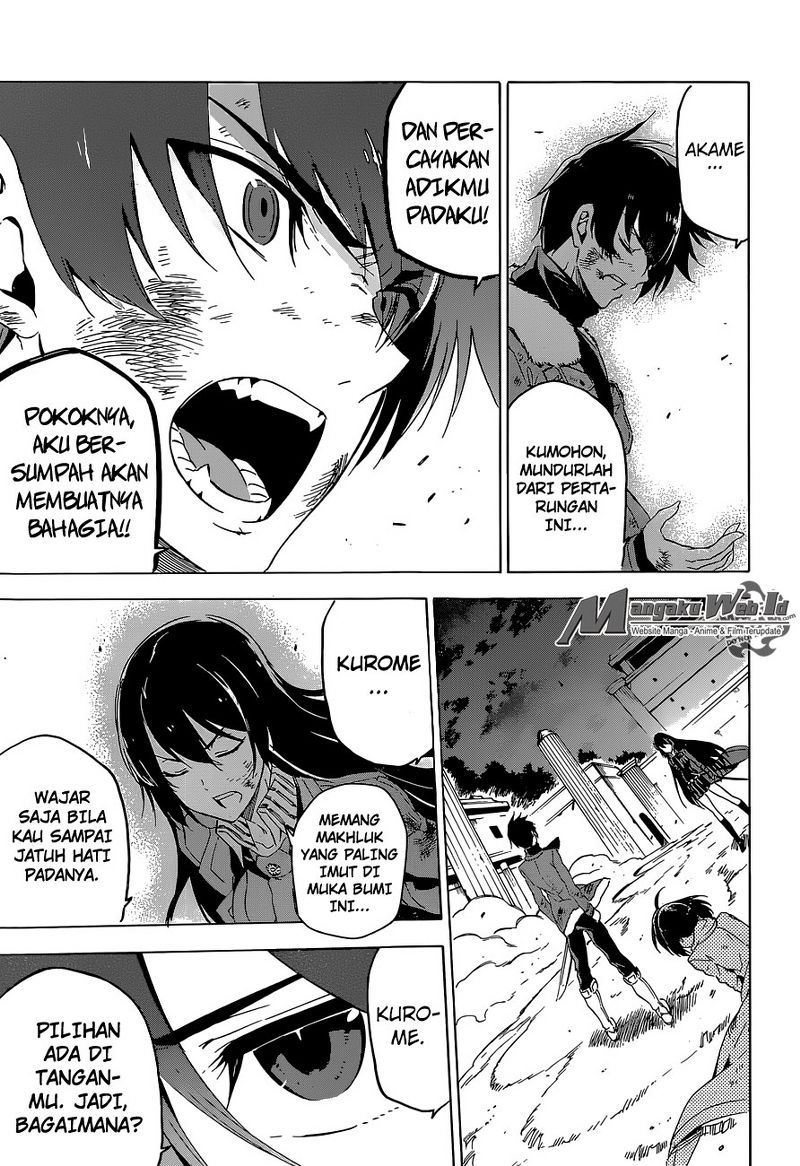 AKAME
...
KUMOHON,
MUNDURLAH
DARI PERTA-
RUNGAN
INI...
DAN PER-
CAYAKAN
ADIKMU
PADAKU!
POKOKNYA,
AKU BER-
SUMPAH AKAN
MEMBUATNYA
BAHAGIA!!
Mangaku.Web.Id
Website Manga - Anime & Film Terupdate
KUROME
...
MEMANG
MAKHLUK
YANG PALING
IMUT DI
MUKA BUMI
INI...
WAJAR
SAJA BILA
KAU SAMPAI
JATUH HATI
PADANYA.
KURO-
ME.
PILIHAN
ADA DI
TANGAN-
MU. JADI,
BAGAIMANA?